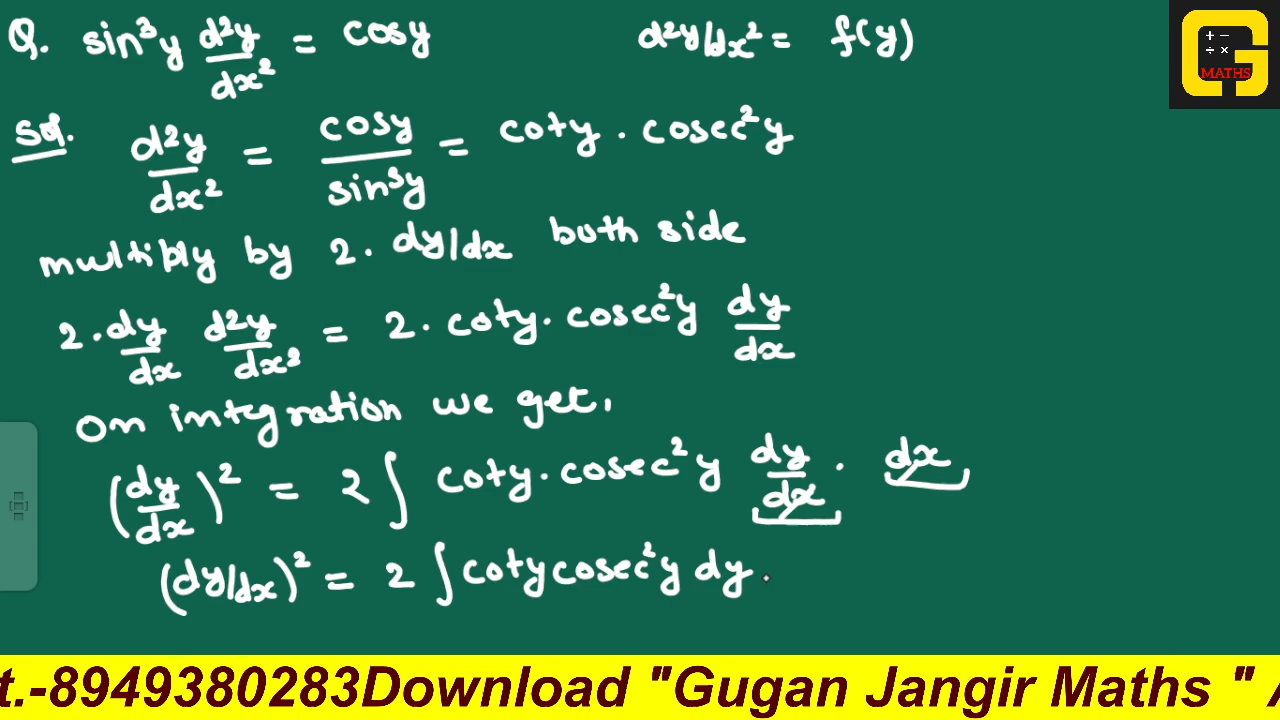 Q. sin³y d²y/dx² = cosy
d²y/dx² = f(y)
+ −
÷ ×
MATHS
Sol. d²y/dx² = cosy/sin³y = coty . cosec²y
multiply by 2. dy/dx both side
2. dy/dx d²y/dx² = 2. coty. cosec²y dy/dx
on integration we get,
(dy/dx)² = 2 ∫ coty. cosec²y dy/dx . dx
(dy/dx)² = 2 ∫ coty cosec²y dy
t.-8949380283Download "Gugan Jangir Maths " A